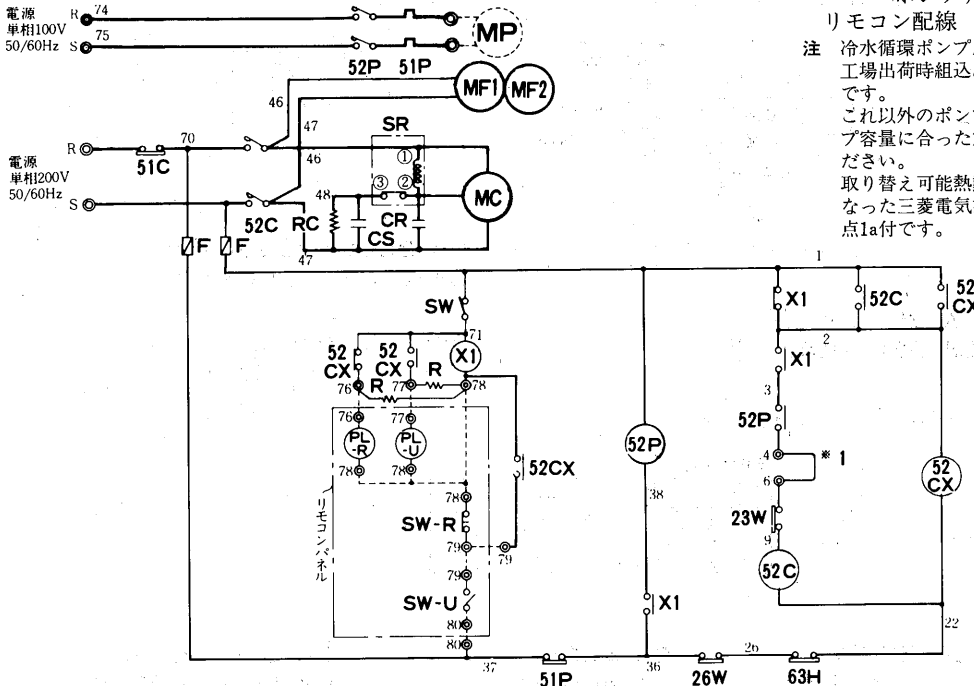 電源
単相100V
50/60Hz
R 74
S 75
52P 51P
MP
リモコン配線
注 冷水循環ポンプ
工場出荷時組込
です。
これ以外のポン
プ容量に合った
ださい。
取り替え可能熱
なった三菱電気
点1a付です。
MF1 MF2
46
47
46
SR
①
③ ②
48
電源
単相200V
50/60Hz
R
51C
70
S
52C RC
CS
CR
MC
47
F F
1
SW
71
52
CX
52
CX
X1
R
R
76 77 78
76 77
PL
-R
PL
-U
78 78
リモコンパネル
78
SW-R
79 79
79
SW-U
80
80
52CX
52P
38
X1
X1
52C
52
CX
2
X1
3
52P
4
※1
6
23W
9
52C
52
CX
22
37
51P
36
26W
26
63H